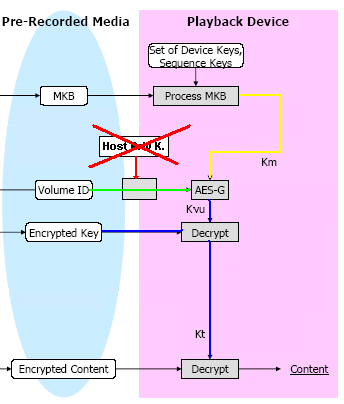 Pre-Recorded Media
Playback Device
Set of Device Keys,
Sequence Keys
MKB
Process MKB
Host K.
Km
Volume ID
AES-G
Kvu
Encrypted Key
Decrypt
Kt
Encrypted Content
Decrypt
Content